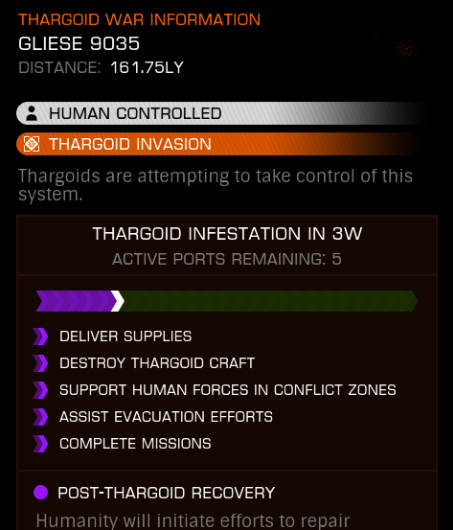 THARGOID WAR INFORMATION
GLIESE 9035
DISTANCE: 161.75LY
HUMAN CONTROLLED
THARGOID INVASION
Thargoids are attempting to take control of this
system.
THARGOID INFESTATION IN 3W
ACTIVE PORTS REMAINING: 5
DELIVER SUPPLIES
DESTROY THARGOID CRAFT
SUPPORT HUMAN FORCES IN CONFLICT ZONES
ASSIST EVACUATION EFFORTS
COMPLETE MISSIONS
POST-THARGOID RECOVERY
Humanity will initiate efforts to repair